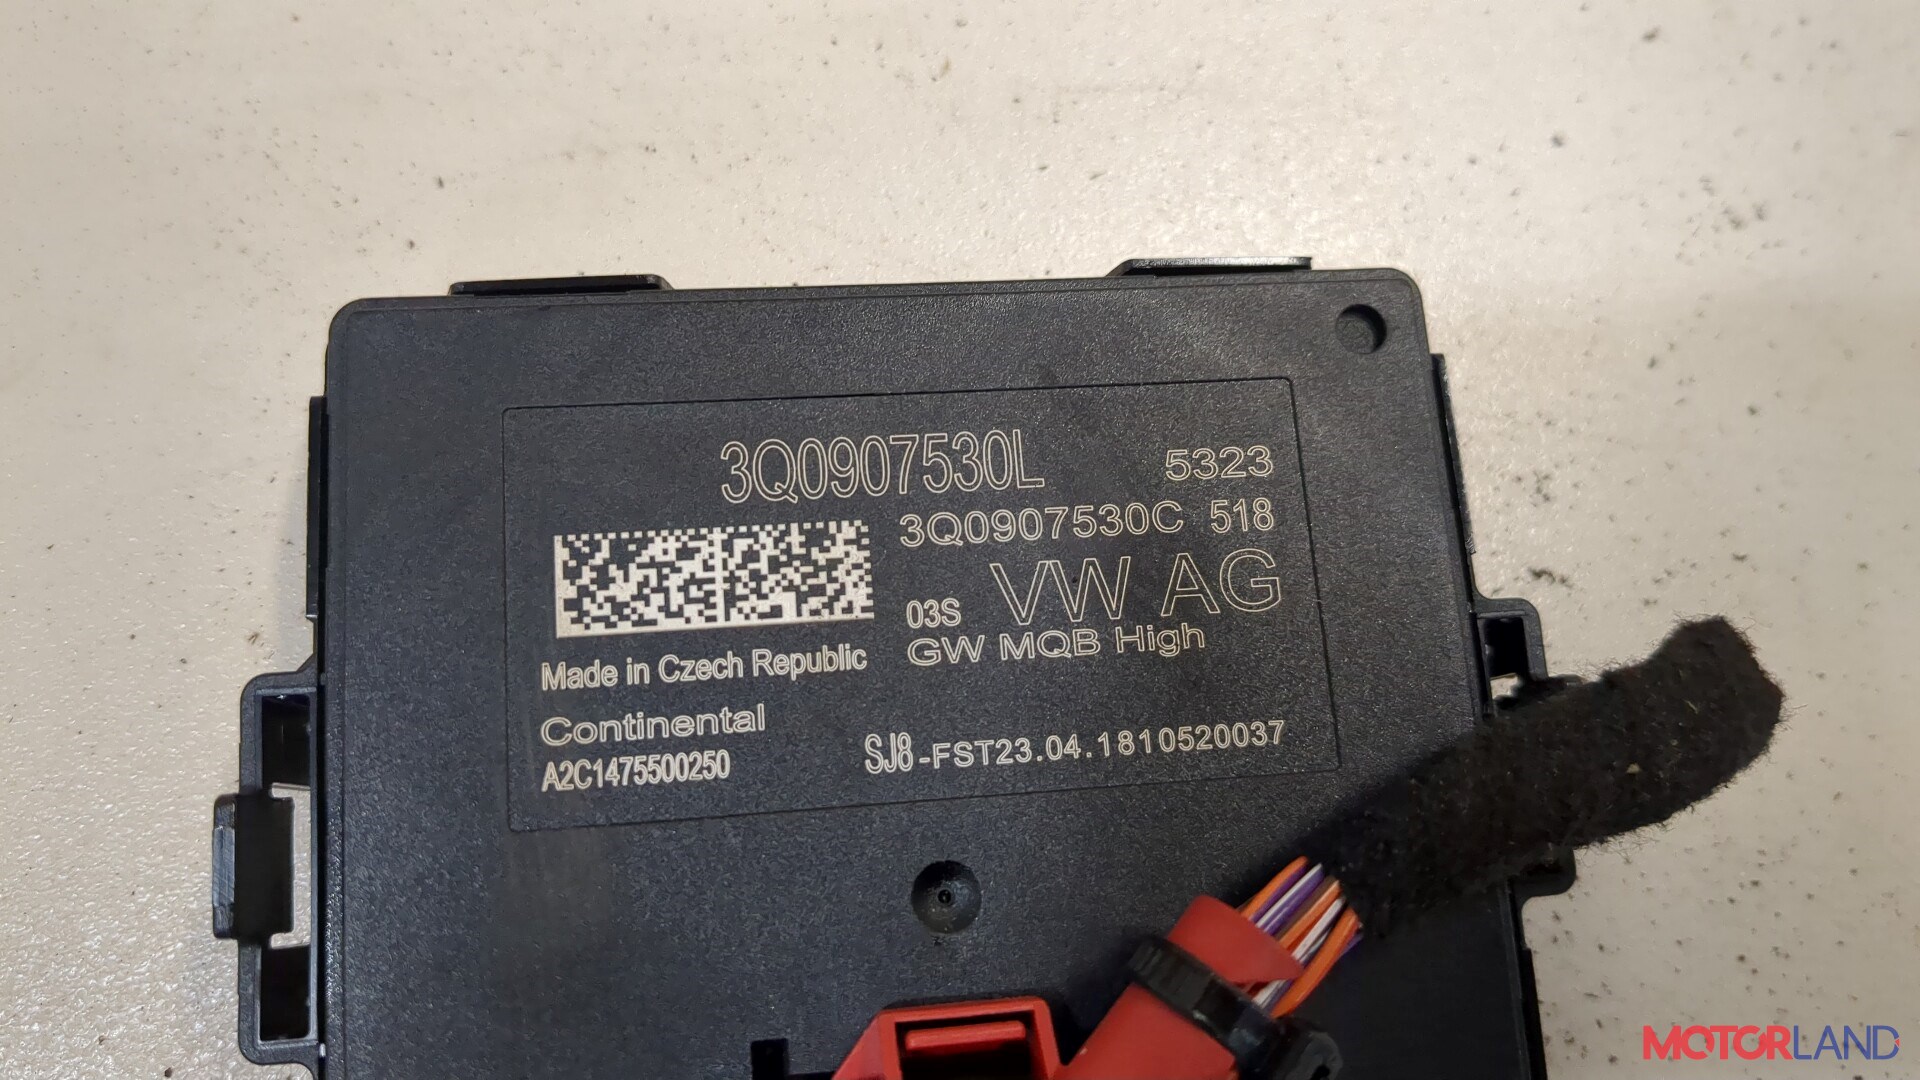 3Q0907530L 5323
3Q0907530C 518
03S VW AG
GW MQB High
Made in Czech Republic
Continental
A2C1475500250
SJ8-FST23.04.1810520037
MOTORLAND